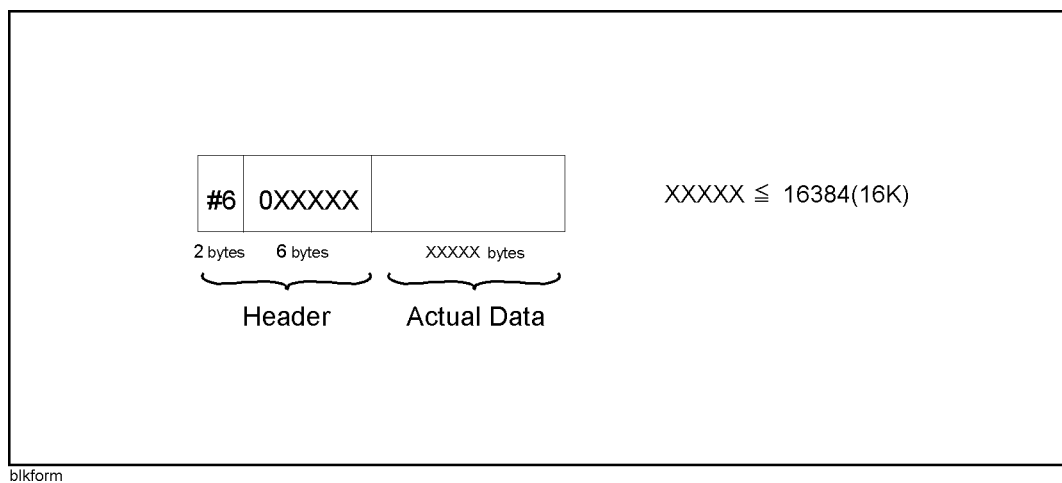 #6 0XXXXX
XXXXX ≦ 16384(16K)
2 bytes 6 bytes XXXXX bytes
Header Actual Data
blkform